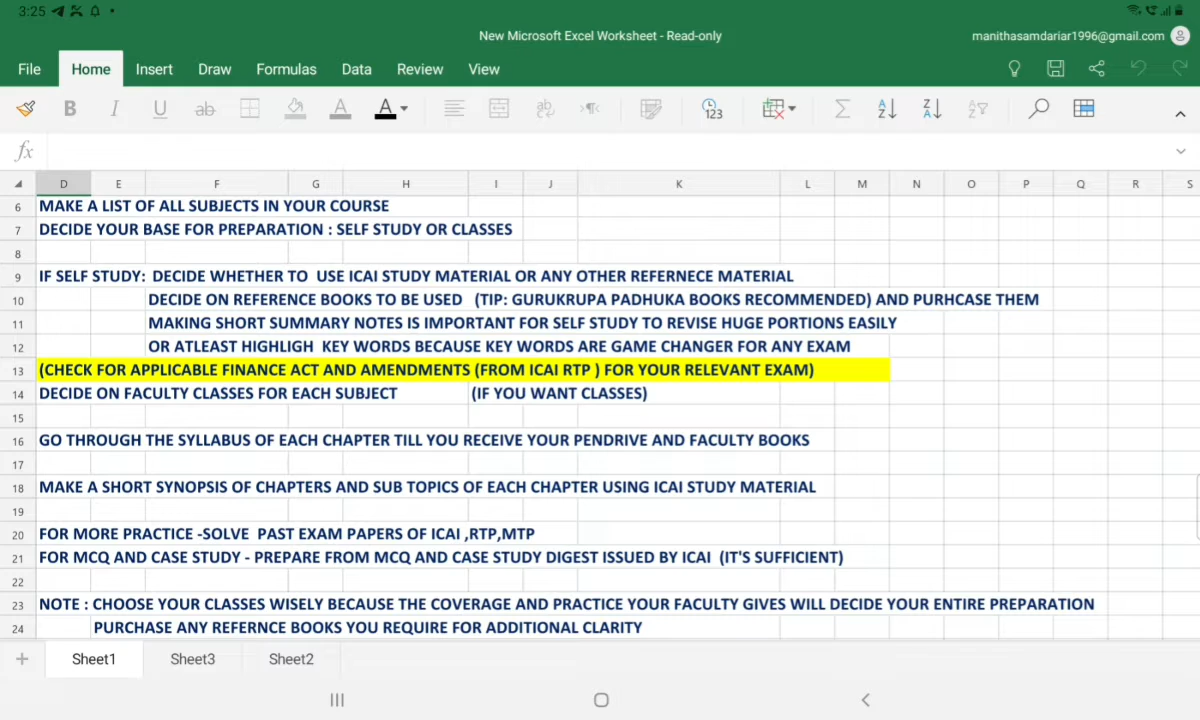 3:25
New Microsoft Excel Worksheet - Read-only
manithasamdariar1996@gmail.com
File Home Insert Draw Formulas Data Review View
B I U ab A A ab 123 Σ A Z Z A A Z
fx
D E F G H I J K L M N O P Q R S
6 MAKE A LIST OF ALL SUBJECTS IN YOUR COURSE
7 DECIDE YOUR BASE FOR PREPARATION : SELF STUDY OR CLASSES
8
9 IF SELF STUDY: DECIDE WHETHER TO USE ICAI STUDY MATERIAL OR ANY OTHER REFERNECE MATERIAL
10 DECIDE ON REFERENCE BOOKS TO BE USED (TIP: GURUKRUPA PADHUKA BOOKS RECOMMENDED) AND PURHCASE THEM
11 MAKING SHORT SUMMARY NOTES IS IMPORTANT FOR SELF STUDY TO REVISE HUGE PORTIONS EASILY
12 OR ATLEAST HIGHLIGH KEY WORDS BECAUSE KEY WORDS ARE GAME CHANGER FOR ANY EXAM
13 (CHECK FOR APPLICABLE FINANCE ACT AND AMENDMENTS (FROM ICAI RTP ) FOR YOUR RELEVANT EXAM)
14 DECIDE ON FACULTY CLASSES FOR EACH SUBJECT (IF YOU WANT CLASSES)
15
16 GO THROUGH THE SYLLABUS OF EACH CHAPTER TILL YOU RECEIVE YOUR PENDRIVE AND FACULTY BOOKS
17
18 MAKE A SHORT SYNOPSIS OF CHAPTERS AND SUB TOPICS OF EACH CHAPTER USING ICAI STUDY MATERIAL
19
20 FOR MORE PRACTICE -SOLVE PAST EXAM PAPERS OF ICAI ,RTP,MTP
21 FOR MCQ AND CASE STUDY - PREPARE FROM MCQ AND CASE STUDY DIGEST ISSUED BY ICAI (IT'S SUFFICIENT)
22
23 NOTE : CHOOSE YOUR CLASSES WISELY BECAUSE THE COVERAGE AND PRACTICE YOUR FACULTY GIVES WILL DECIDE YOUR ENTIRE PREPARATION
24 PURCHASE ANY REFERNCE BOOKS YOU REQUIRE FOR ADDITIONAL CLARITY
Sheet1 Sheet3 Sheet2